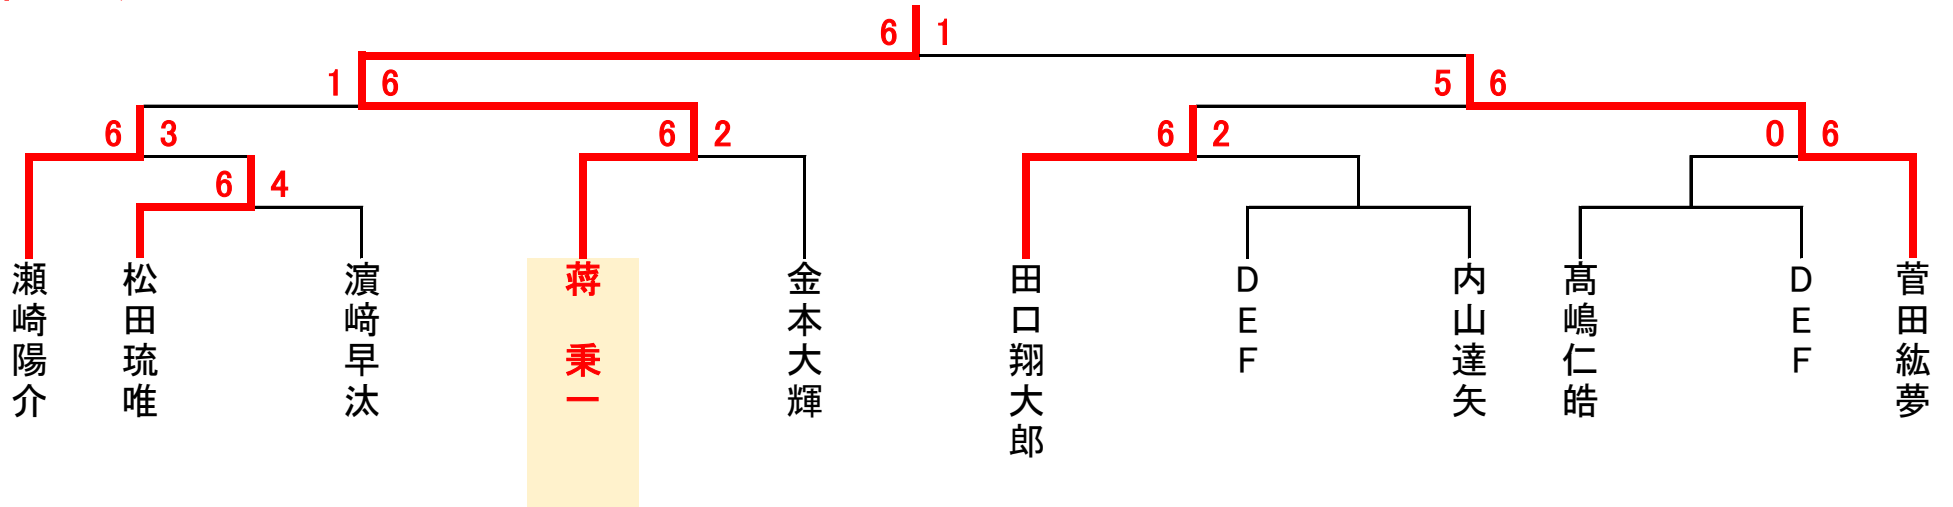 6 1
1 6
5 6
6 3
6 2
6 2
0 6
6 4
瀬崎陽介
松田琉唯
濵﨑早汰
蒋 秉一
金本大輝
田口翔大郎
DEF
内山達矢
髙嶋仁皓
DEF
菅田紘夢